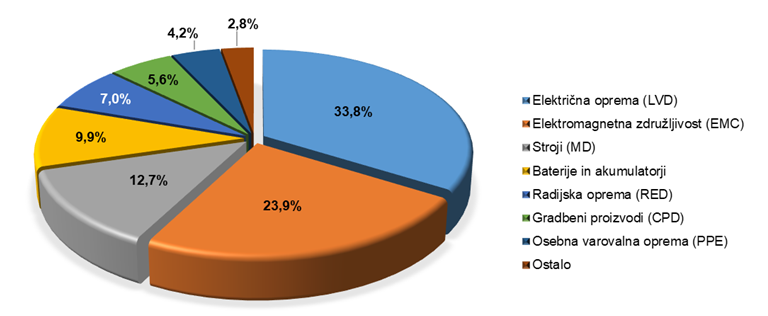 4,2%
2,8%
5,6%
33,8%
7,0%
9,9%
12,7%
23,9%
Električna oprema (LVD)
Elektromagnetna združljivost (EMC)
Stroji (MD)
Baterije in akumulatorji
Radijska oprema (RED)
Gradbeni proizvodi (CPD)
Osebna varovalna oprema (PPE)
Ostalo